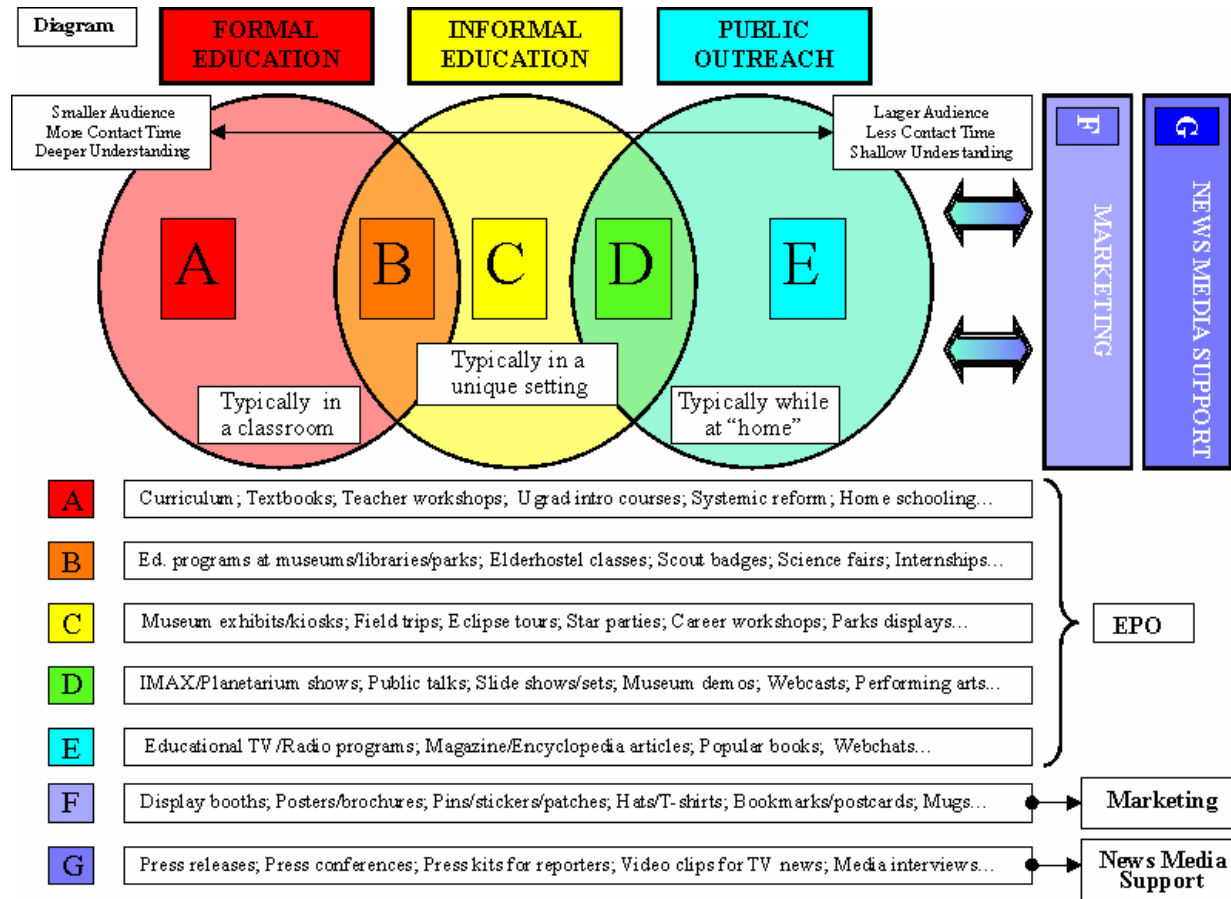 Diagram
FORMAL
EDUCATION
INFORMAL
EDUCATION
PUBLIC
OUTREACH
Smaller Audience
More Contact Time
Deeper Understanding
Larger Audience
Less Contact Time
Shallow Understanding
F
MARKETING
G
NEWS MEDIA SUPPORT
A
B
C
D
E
Typically in
a classroom
Typically in a
unique setting
Typically while
at “home”
A
Curriculum; Textbooks; Teacher workshops; Ugrad intro courses; Systemic reform; Home schooling…
B
Ed. programs at museums/libraries/parks; Elderhostel classes; Scout badges; Science fairs; Internships…
C
Museum exhibits/kiosks; Field trips; Eclipse tours; Star parties; Career workshops; Parks displays…
D
IMAX/Planetarium shows; Public talks; Slide shows/sets; Museum demos; Webcasts; Performing arts…
E
Educational TV/Radio programs; Magazine/Encyclopedia articles; Popular books; Webchats…
EPO
F
Display booths; Posters/brochures; Pins/stickers/patches; Hats/T-shirts; Bookmarks/postcards; Mugs…
Marketing
G
Press releases; Press conferences; Press kits for reporters; Video clips for TV news; Media interviews…
News Media
Support